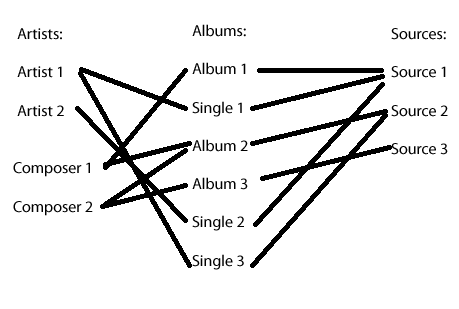 Artists:
Artist 1
Artist 2
Composer 1
Composer 2
Albums:
Album 1
Single 1
Album 2
Album 3
Single 2
Single 3
Sources:
Source 1
Source 2
Source 3